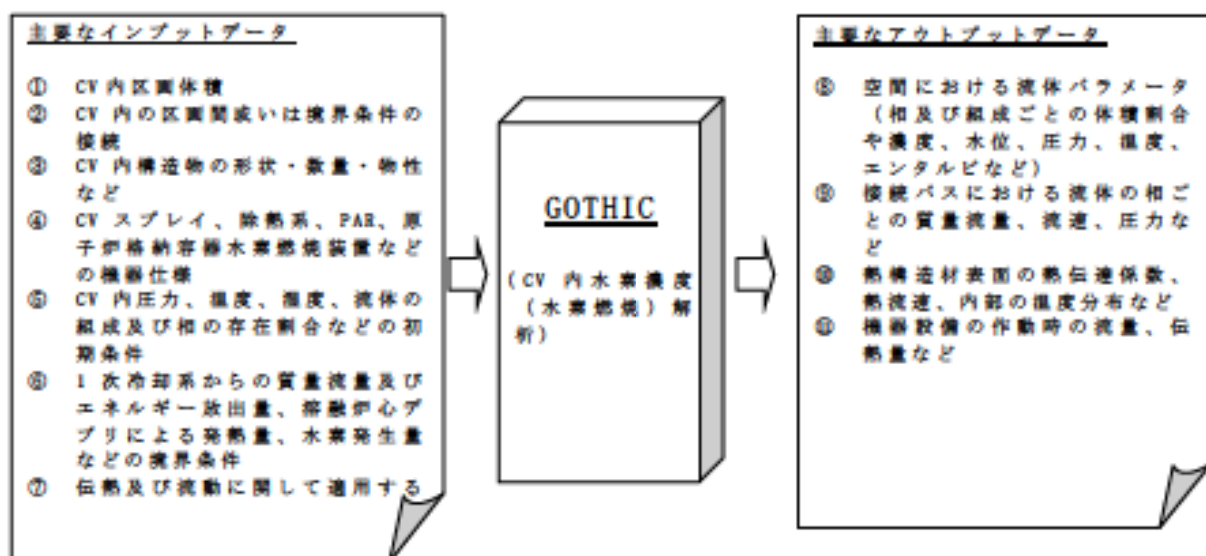 主要なインプットデータ
① CV内区画体積
② CV 内の区画間或いは境界条件の
接続
③ CV 内構造物の形状・数量・物性
など
④ CV スプレイ、除熱系、PAR、原
子炉格納容器水素燃焼装置など
の機器仕様
⑤ CV 内圧力、温度、湿度、流体の
組成及び相の存在割合などの初
期条件
⑥ 1 次冷却系からの質量流量及び
エネルギー放出量、溶融炉心デ
ブリによる発熱量、水素発生量
などの境界条件
⑦ 伝熱及び流動に関して適用する
GOTHIC
(CV 内水素濃度
(水素燃焼)解
析)
主要なアウトプットデータ
⑧ 空間における流体パラメータ
(相及び組成ごとの体積割合
や濃度、水位、圧力、温度、
エンタルピなど)
⑨ 接続パスにおける流体の相ご
との質量流量、流速、圧力な
ど
⑩ 熱構造材表面の熱伝達係数、
熱流速、内部の温度分布など
⑪ 機器設備の作動時の流量、伝
熱量など